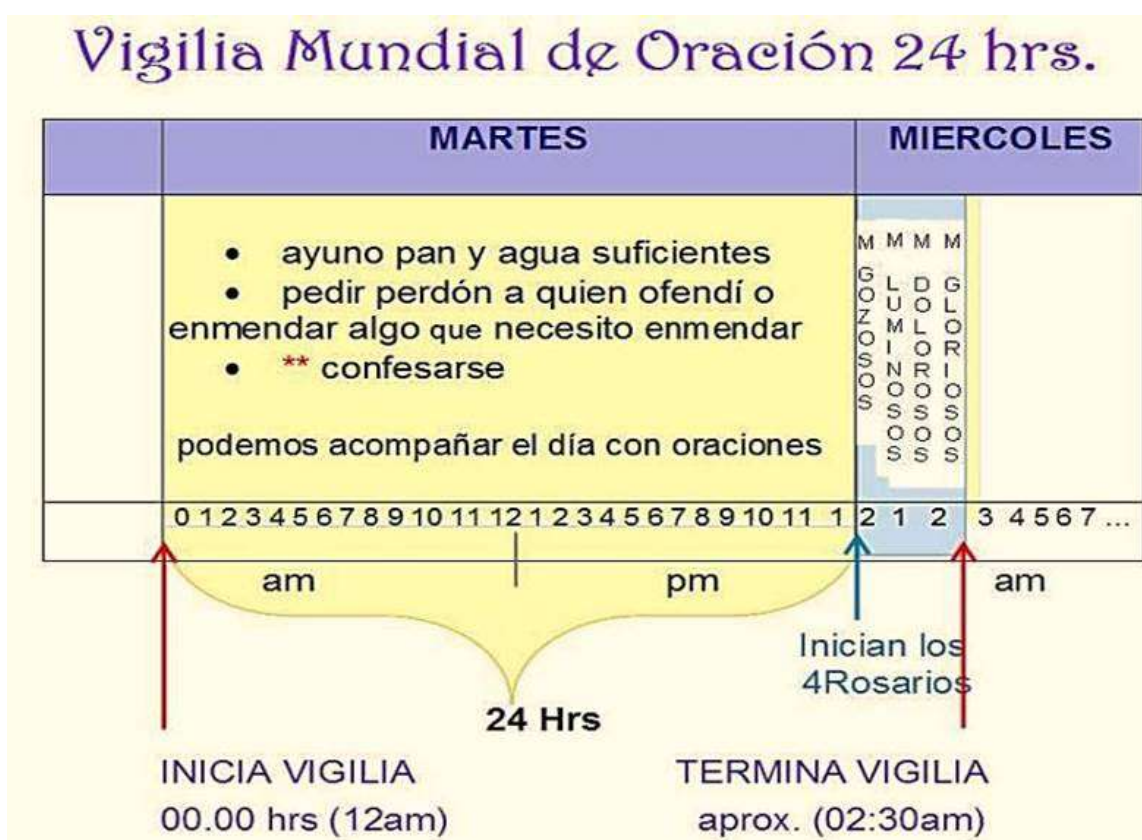 Vigilia Mundial de Oración 24 hrs.
MARTES
MIERCOLES
• ayuno pan y agua suficientes
• pedir perdón a quien ofendí o
enmendar algo que necesito enmendar
• ** confesarse
podemos acompañar el día con oraciones
M GOZOSOS
M LUMINOSOS
M DOLOROSOS
M GLORIOSOS
0 1 2 3 4 5 6 7 8 9 10 11 12 1 2 3 4 5 6 7 8 9 10 11 12 1 2 3 4 5 6 7 ...
am
pm
am
Inician los
4Rosarios
24 Hrs
INICIA VIGILIA
00.00 hrs (12am)
TERMINA VIGILIA
aprox. (02:30am)